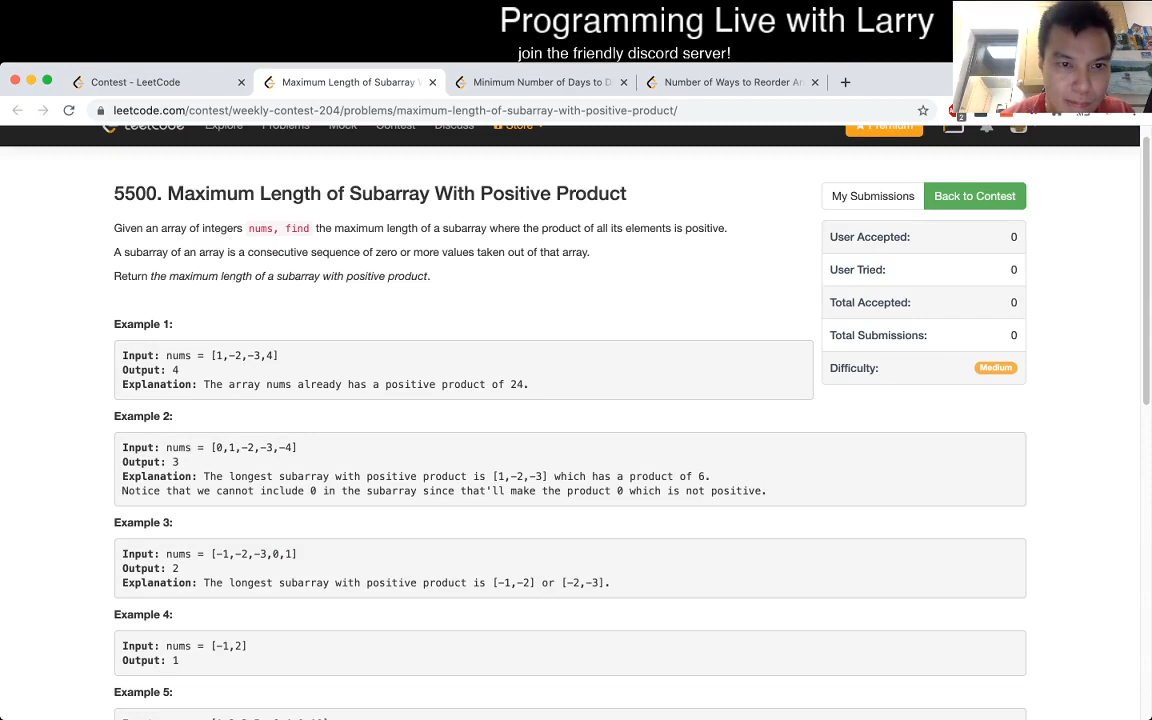 Programming Live with Larry
join the friendly discord server!
Contest - LeetCode
Maximum Length of Subarray
Minimum Number of Days to D
Number of Ways to Reorder Ar
leetcode.com/contest/weekly-contest-204/problems/maximum-length-of-subarray-with-positive-product/
2
LeetCode Explore Problems Mock Contest Discuss Store Premium
5500. Maximum Length of Subarray With Positive Product
My Submissions Back to Contest
Given an array of integers nums, find the maximum length of a subarray where the product of all its elements is positive.
A subarray of an array is a consecutive sequence of zero or more values taken out of that array.
Return the maximum length of a subarray with positive product.
User Accepted: 0
User Tried: 0
Total Accepted: 0
Total Submissions: 0
Difficulty: Medium
Example 1:
Input: nums = [1,-2,-3,4]
Output: 4
Explanation: The array nums already has a positive product of 24.
Example 2:
Input: nums = [0,1,-2,-3,-4]
Output: 3
Explanation: The longest subarray with positive product is [1,-2,-3] which has a product of 6.
Notice that we cannot include 0 in the subarray since that'll make the product 0 which is not positive.
Example 3:
Input: nums = [-1,-2,-3,0,1]
Output: 2
Explanation: The longest subarray with positive product is [-1,-2] or [-2,-3].
Example 4:
Input: nums = [-1,2]
Output: 1
Example 5: